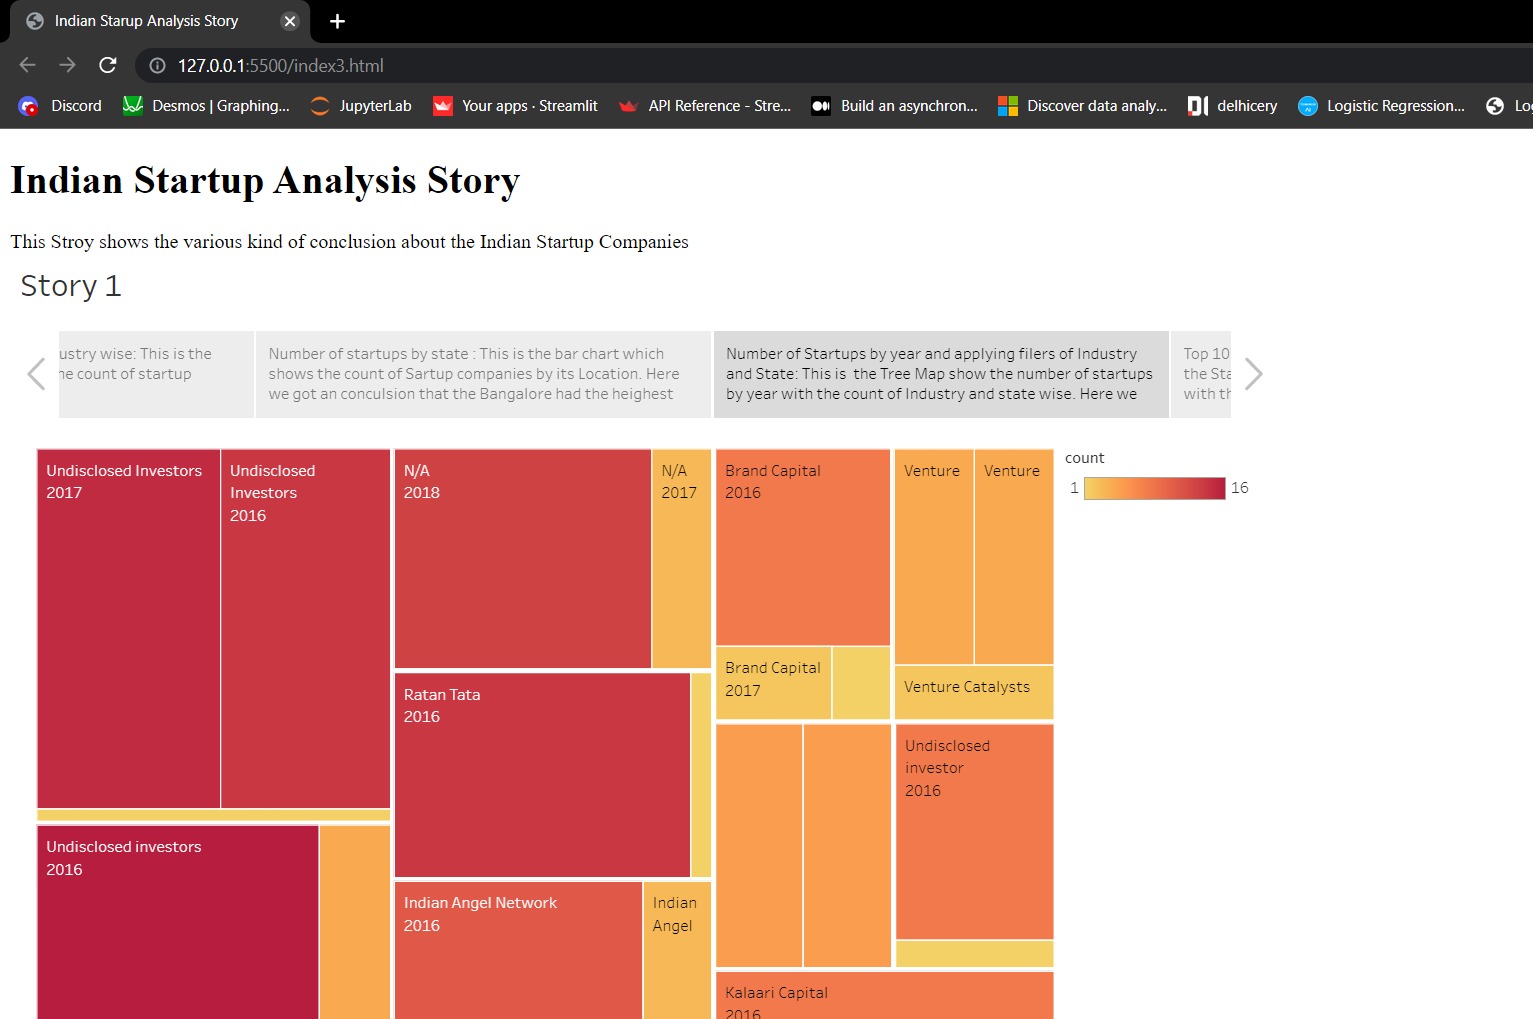 Indian Starup Analysis Story
127.0.0.1:5500/index3.html
Discord
Desmos | Graphing...
JupyterLab
Your apps · Streamlit
API Reference - Stre...
Build an asynchron...
Discover data analy...
delhicery
Logistic Regression...
Indian Startup Analysis Story
This Stroy shows the various kind of conclusion about the Indian Startup Companies
Story 1
ustry wise: This is the
he count of startup
Number of startups by state : This is the bar chart which
shows the count of Sartup companies by its Location. Here
we got an conculsion that the Bangalore had the heighest
Number of Startups by year and applying filers of Industry
and State: This is  the Tree Map show the number of startups
by year with the count of Industry and state wise. Here we
Top 10
the Sta
with th
Undisclosed Investors
2017
Undisclosed
Investors
2016
N/A
2018
N/A
2017
Brand Capital
2016
Venture
Venture
count
1
16
Brand Capital
2017
Venture Catalysts
Ratan Tata
2016
Undisclosed
investor
2016
Undisclosed investors
2016
Indian Angel Network
2016
Indian
Angel
Kalaari Capital
2016